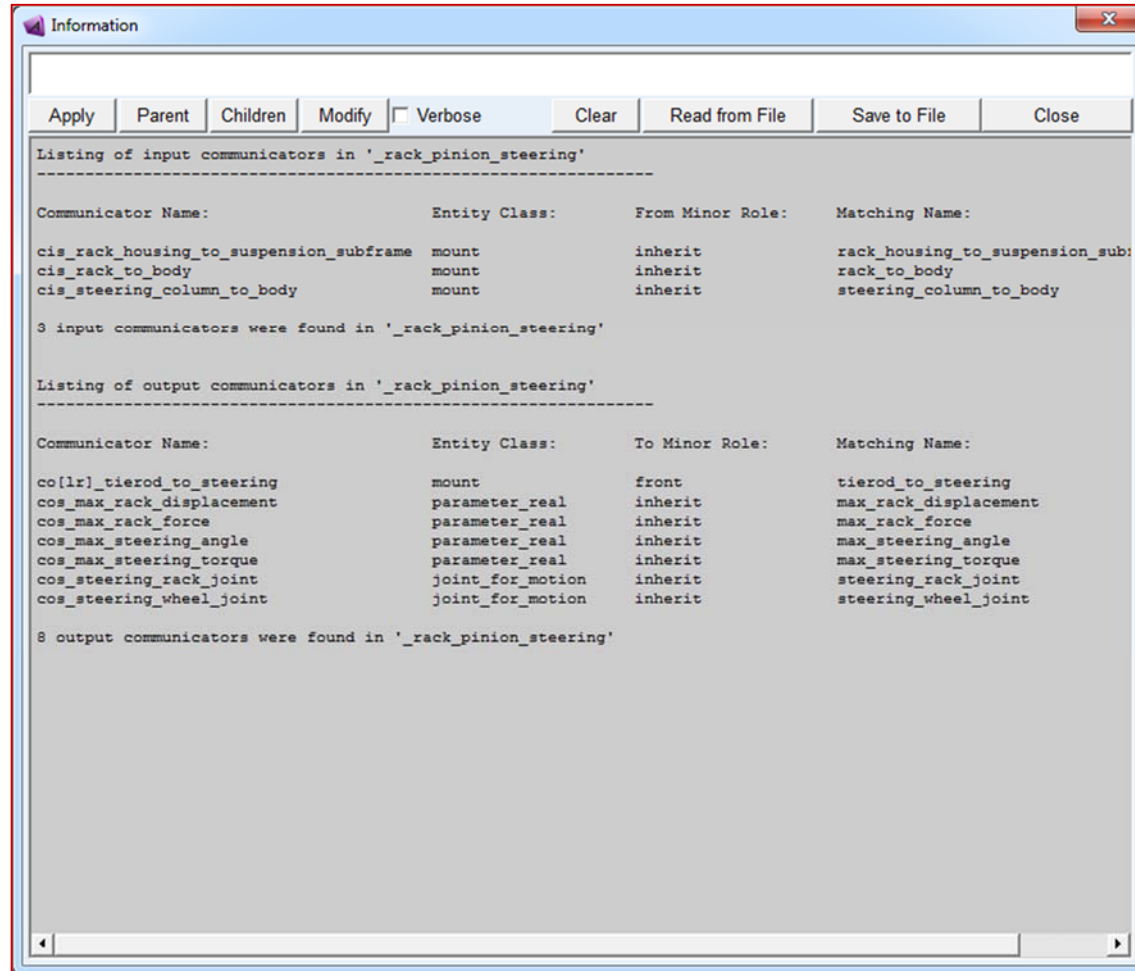 Information
Apply Parent Children Modify Verbose Clear Read from File Save to File Close
Listing of input communicators in '_rack_pinion_steering'
----------------------------------------------------------------
Communicator Name: Entity Class: From Minor Role: Matching Name:
cis_rack_housing_to_suspension_subframe mount inherit rack_housing_to_suspension_sub
cis_rack_to_body mount inherit rack_to_body
cis_steering_column_to_body mount inherit steering_column_to_body
3 input communicators were found in '_rack_pinion_steering'
Listing of output communicators in '_rack_pinion_steering'
----------------------------------------------------------------
Communicator Name: Entity Class: To Minor Role: Matching Name:
co[lr]_tierod_to_steering mount front tierod_to_steering
cos_max_rack_displacement parameter_real inherit max_rack_displacement
cos_max_rack_force parameter_real inherit max_rack_force
cos_max_steering_angle parameter_real inherit max_steering_angle
cos_max_steering_torque parameter_real inherit max_steering_torque
cos_steering_rack_joint joint_for_motion inherit steering_rack_joint
cos_steering_wheel_joint joint_for_motion inherit steering_wheel_joint
8 output communicators were found in '_rack_pinion_steering'